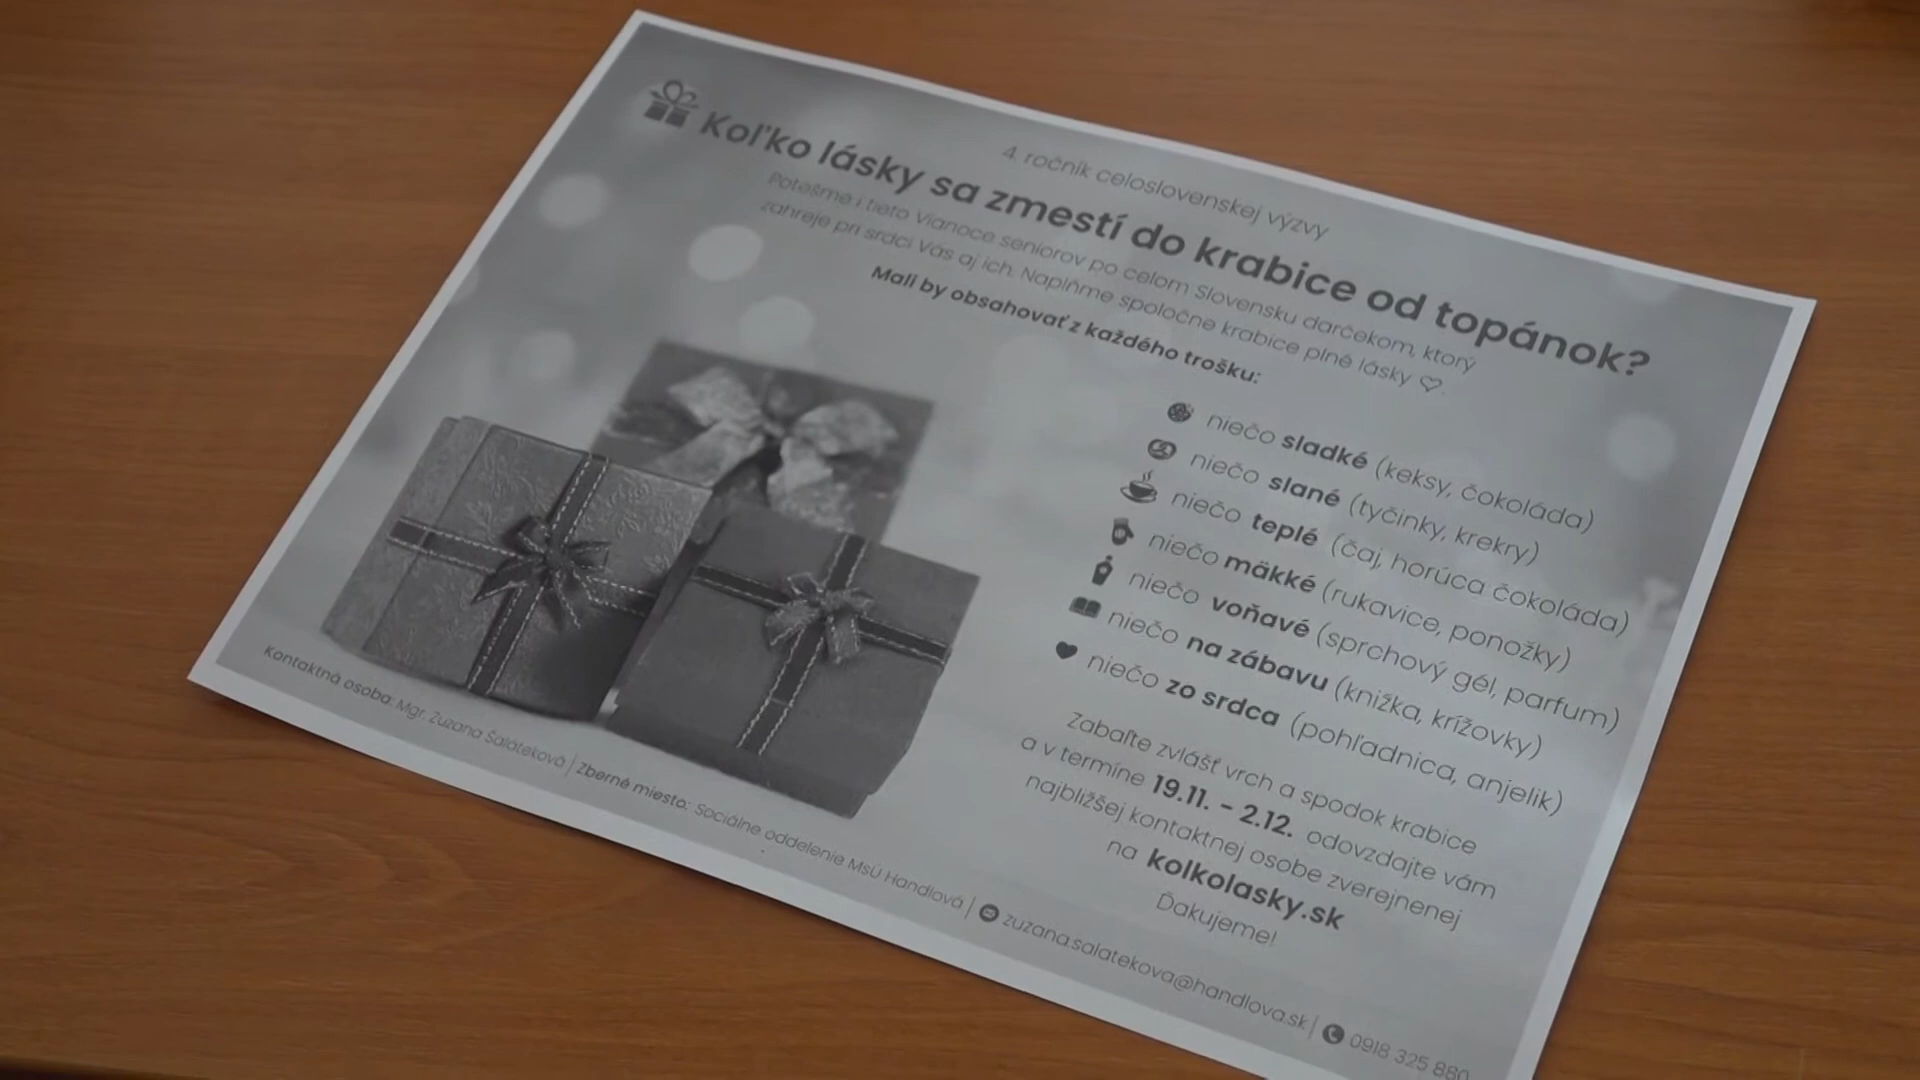 4. ročník celoslovenskej výzvy
Koľko lásky sa zmestí do krabice od topánok?
Potešme i tieto Vianoce seniorov po celom Slovensku darčekom, ktorý
zahreje pri srdci Vás aj ich. Naplňme spoločne krabice plné lásky
Mali by obsahovať z každého trošku:
niečo sladké (keksy, čokoláda)
niečo slané (tyčinky, krekry)
niečo teplé (čaj, horúca čokoláda)
niečo mäkké (rukavice, ponožky)
niečo voňavé (sprchový gél, parfum)
niečo na zábavu (knižka, krížovky)
niečo zo srdca (pohľadnica, anjelik)
Zabaľte zvlášť vrch a spodok krabice
a v termíne 19.11. - 2.12. odovzdajte vám
najbližšej kontaktnej osobe zverejnenej
na kolkolasky.sk
Ďakujeme!
Kontaktná osoba: Mgr. Zuzana Šaláteková | Zberné miesto: Sociálne oddelenie MsÚ Handlová | zuzana.salatekova@handlova.sk | 0918 325 880